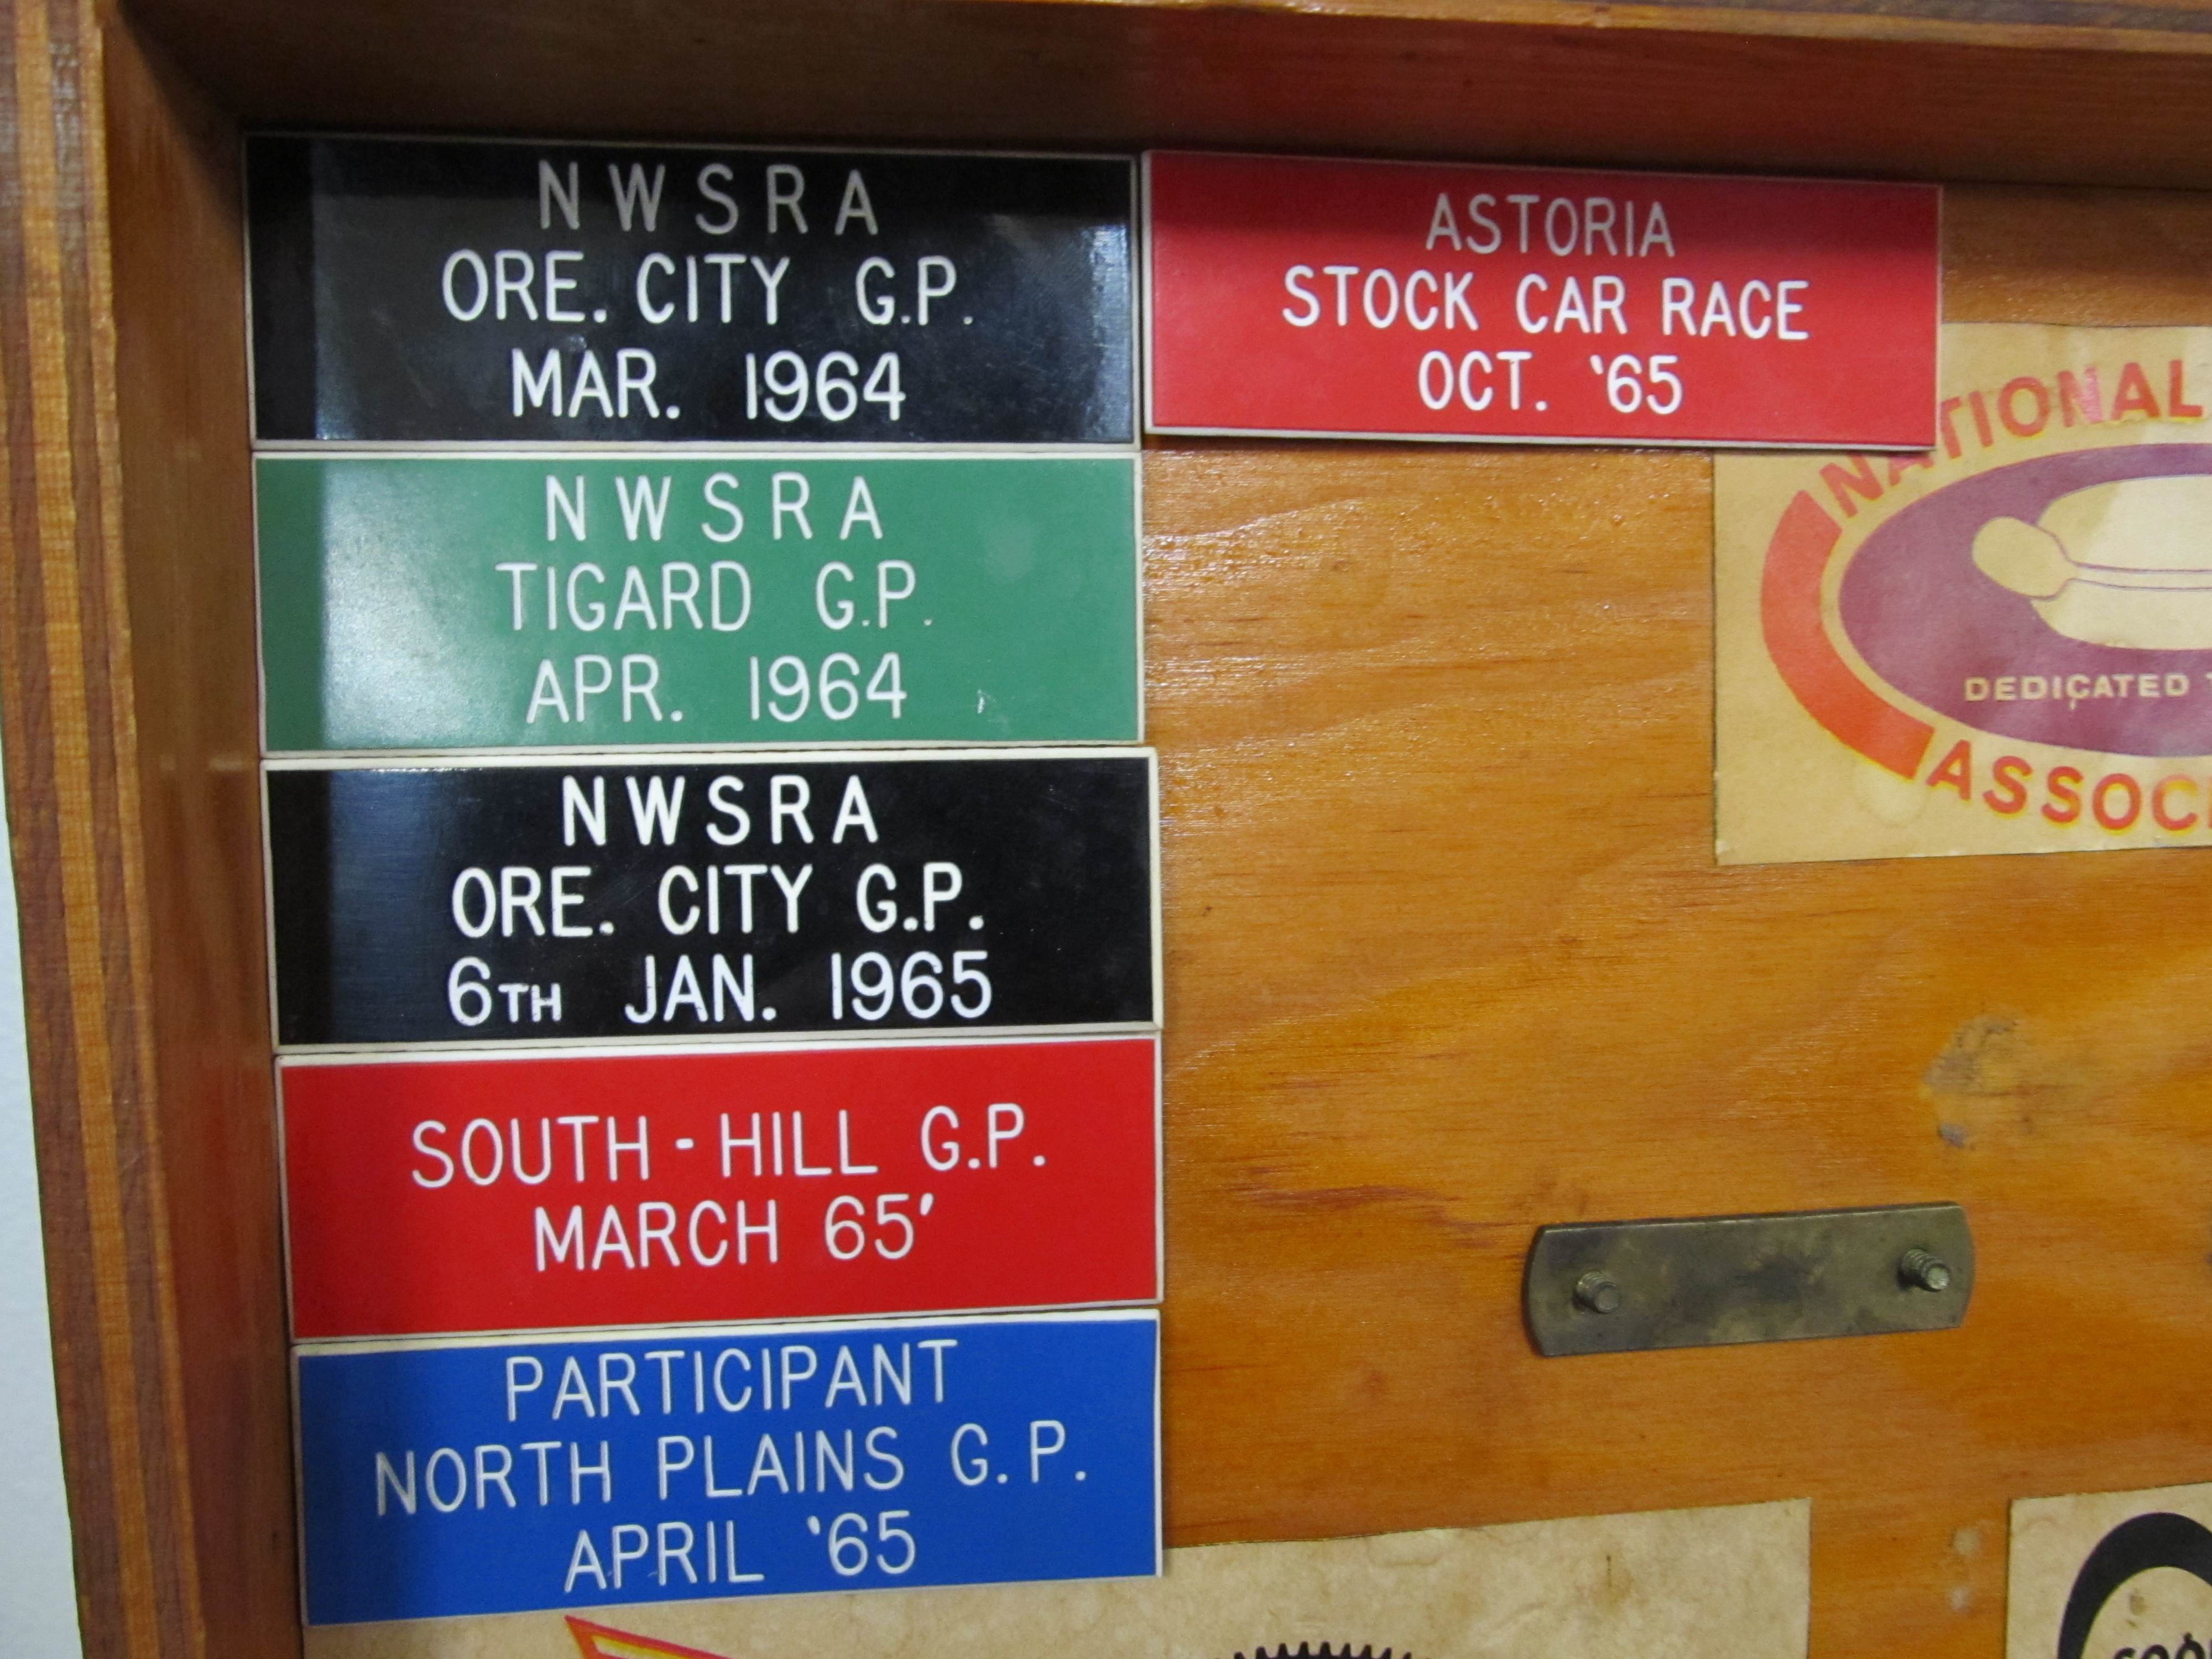 NWSRA
ORE. CITY G.P.
MAR. 1964
ASTORIA
STOCK CAR RACE
OCT. '65
NWSRA
TIGARD G.P.
APR. 1964
NWSRA
ORE. CITY G.P.
6TH JAN. 1965
SOUTH-HILL G.P.
MARCH 65'
PARTICIPANT
NORTH PLAINS G.P.
APRIL '65
NATIONAL
DEDICATED